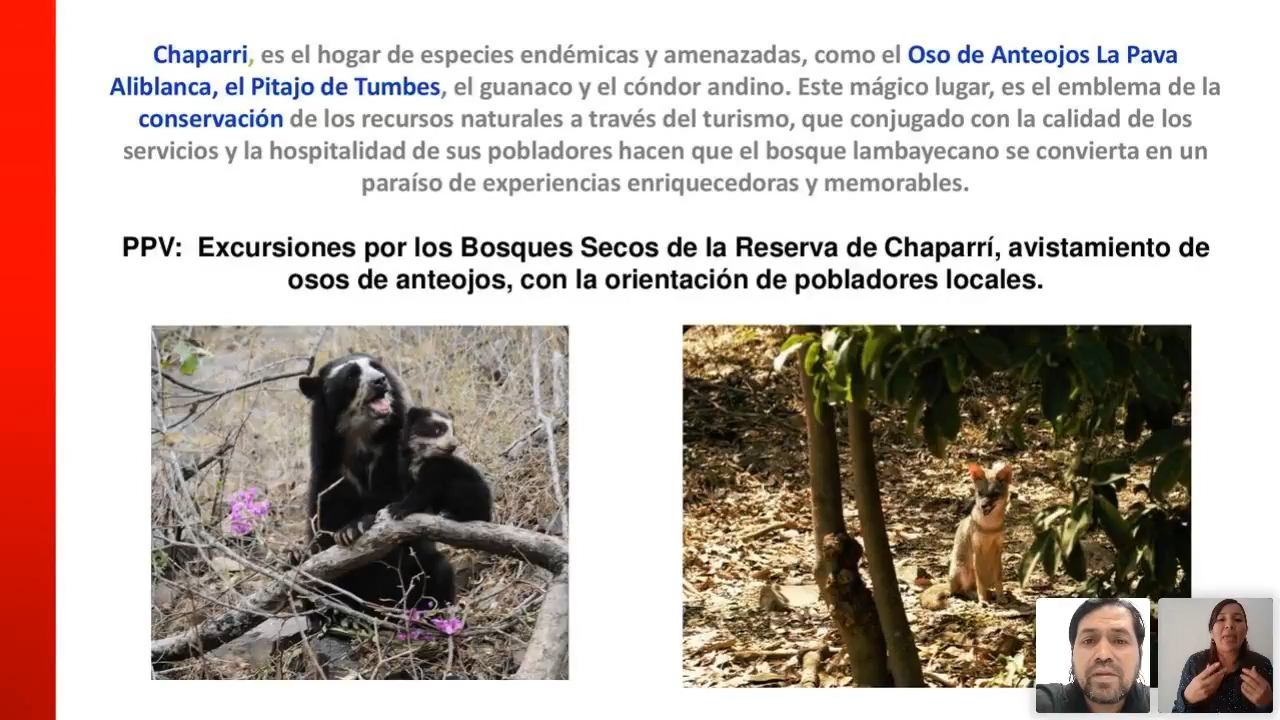 Chaparri, es el hogar de especies endémicas y amenazadas, como el Oso de Anteojos La Pava
Aliblanca, el Pitajo de Tumbes, el guanaco y el cóndor andino. Este mágico lugar, es el emblema de la
conservación de los recursos naturales a través del turismo, que conjugado con la calidad de los
servicios y la hospitalidad de sus pobladores hacen que el bosque lambayecano se convierta en un
paraíso de experiencias enriquecedoras y memorables.
PPV: Excursiones por los Bosques Secos de la Reserva de Chaparrí, avistamiento de
osos de anteojos, con la orientación de pobladores locales.